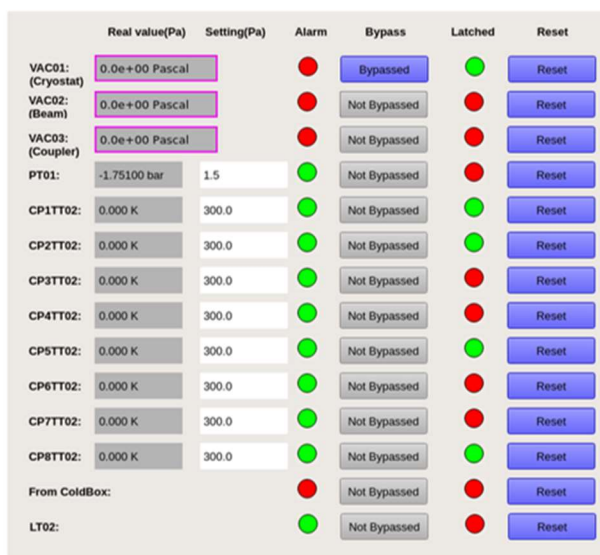 Real value(Pa) Setting(Pa) Alarm Bypass Latched Reset
VAC01: 0.0e+00 Pascal Bypassed Reset
(Cryostat)
VAC02: 0.0e+00 Pascal Not Bypassed Reset
(Beam)
VAC03: 0.0e+00 Pascal Not Bypassed Reset
(Coupler)
PT01: -1.75100 bar 1.5 Not Bypassed Reset
CP1TT02: 0.000 K 300.0 Not Bypassed Reset
CP2TT02: 0.000 K 300.0 Not Bypassed Reset
CP3TT02: 0.000 K 300.0 Not Bypassed Reset
CP4TT02: 0.000 K 300.0 Not Bypassed Reset
CP5TT02: 0.000 K 300.0 Not Bypassed Reset
CP6TT02: 0.000 K 300.0 Not Bypassed Reset
CP7TT02: 0.000 K 300.0 Not Bypassed Reset
CP8TT02: 0.000 K 300.0 Not Bypassed Reset
From ColdBox: Not Bypassed Reset
LT02: Not Bypassed Reset